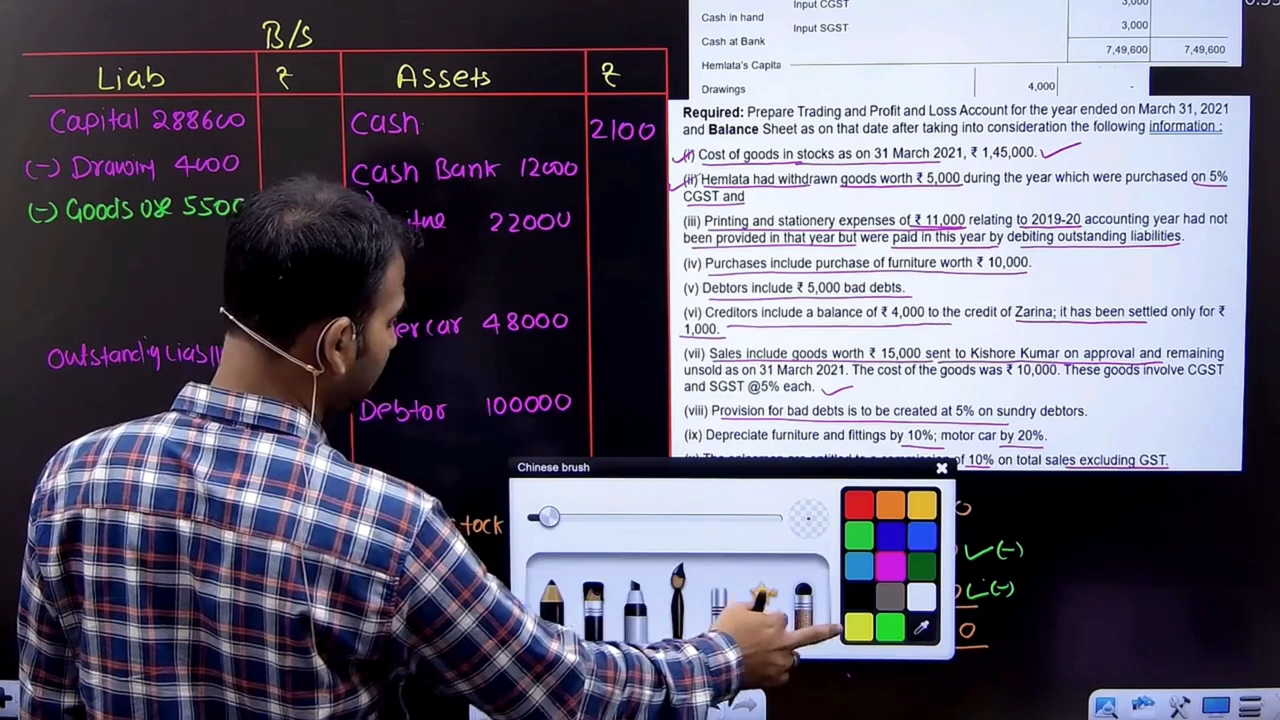 B/S
Liab ₹ Assets ₹
Capital 288600
(-) Drawing 4000
(-) Goods use 5500
Cash 2100
Cash Bank 12000
22000
car 48000
Debtor 100000
stock
Input CGST 3,000
Cash in hand
Input SGST 3,000
Cash at Bank
7,49,600 7,49,600
Hemlata's Capita
Drawings 4,000 -
Required: Prepare Trading and Profit and Loss Account for the year ended on March 31, 2021
and Balance Sheet as on that date after taking into consideration the following information :
(i) Cost of goods in stocks as on 31 March 2021, ₹ 1,45,000.
(ii) Hemlata had withdrawn goods worth ₹ 5,000 during the year which were purchased on 5%
CGST and
(iii) Printing and stationery expenses of ₹ 11,000 relating to 2019-20 accounting year had not
been provided in that year but were paid in this year by debiting outstanding liabilities.
(iv) Purchases include purchase of furniture worth ₹ 10,000.
(v) Debtors include ₹ 5,000 bad debts.
(vi) Creditors include a balance of ₹ 4,000 to the credit of Zarina; it has been settled only for ₹
1,000.
(vii) Sales include goods worth ₹ 15,000 sent to Kishore Kumar on approval and remaining
unsold as on 31 March 2021. The cost of the goods was ₹ 10,000. These goods involve CGST
and SGST @5% each.
(viii) Provision for bad debts is to be created at 5% on sundry debtors.
(ix) Depreciate furniture and fittings by 10%; motor car by 20%.
of 10% on total sales excluding GST.
Chinese brush
(-)
(-)